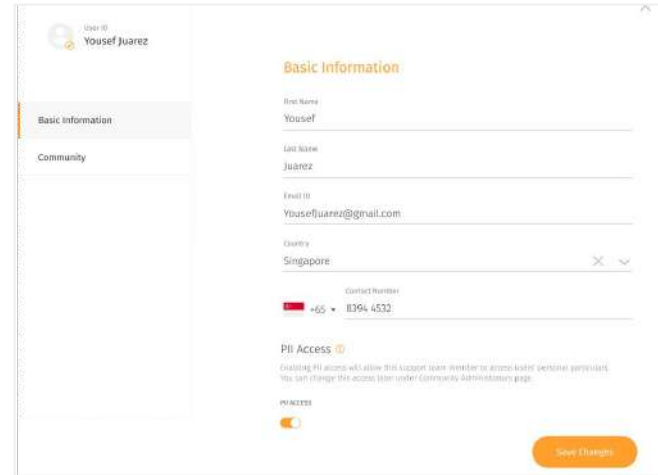 User ID
Yousef Juarez
Basic Information
Community
Basic Information
First Name
Yousef
Last Name
Juarez
Email ID
YousefJuarez@gmail.com
Country
Singapore
Contact Number
+65 8394 4532
PII Access
Enabling PII access will allow this support team member to access users' personal particulars.
You can change this access later under Community Administrators page.
PII ACCESS
Save Changes